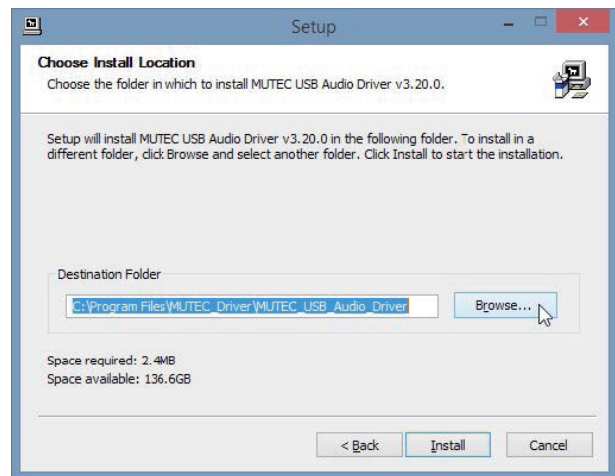 Setup
Choose Install Location
Choose the folder in which to install MUTEC USB Audio Driver v3.20.0.
Setup will install MUTEC USB Audio Driver v3.20.0 in the following folder. To install in a
different folder, click Browse and select another folder. Click Install to start the installation.
Destination Folder
C:\Program Files\MUTEC_Driver\MUTEC_USB_Audio_Driver
Browse...
Space required: 2.4MB
Space available: 136.6GB
< Back
Install
Cancel